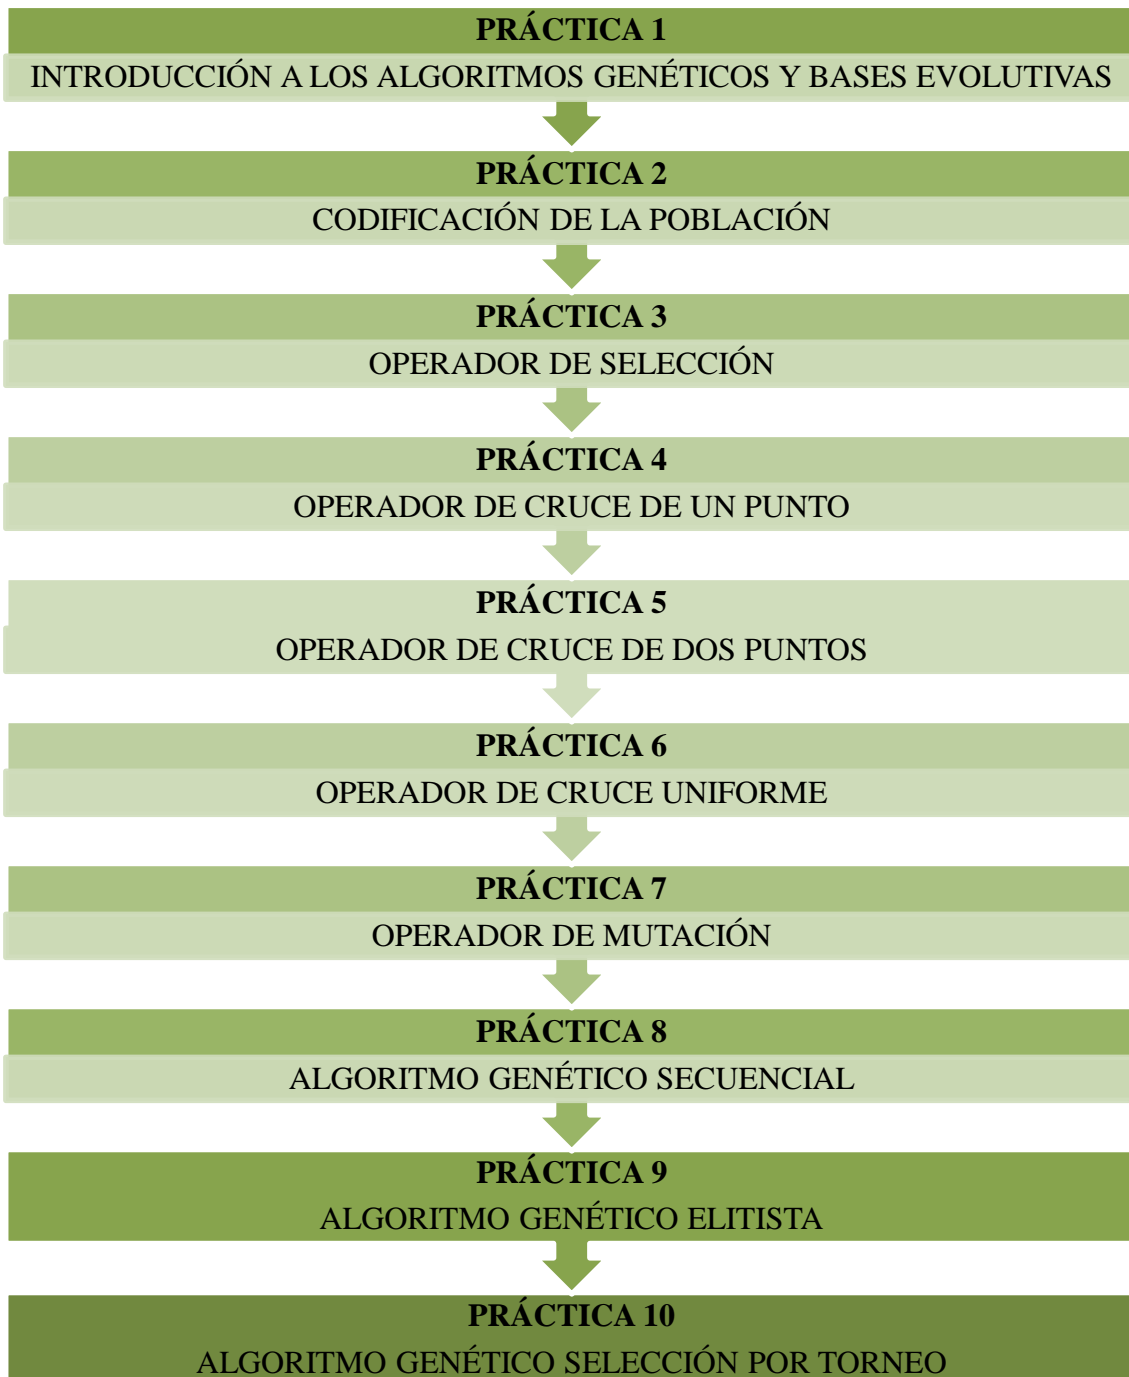 PRÁCTICA 1
INTRODUCCIÓN A LOS ALGORITMOS GENÉTICOS Y BASES EVOLUTIVAS
PRÁCTICA 2
CODIFICACIÓN DE LA POBLACIÓN
PRÁCTICA 3
OPERADOR DE SELECCIÓN
PRÁCTICA 4
OPERADOR DE CRUCE DE UN PUNTO
PRÁCTICA 5
OPERADOR DE CRUCE DE DOS PUNTOS
PRÁCTICA 6
OPERADOR DE CRUCE UNIFORME
PRÁCTICA 7
OPERADOR DE MUTACIÓN
PRÁCTICA 8
ALGORITMO GENÉTICO SECUENCIAL
PRÁCTICA 9
ALGORITMO GENÉTICO ELITISTA
PRÁCTICA 10
ALGORITMO GENÉTICO SELECCIÓN POR TORNEO